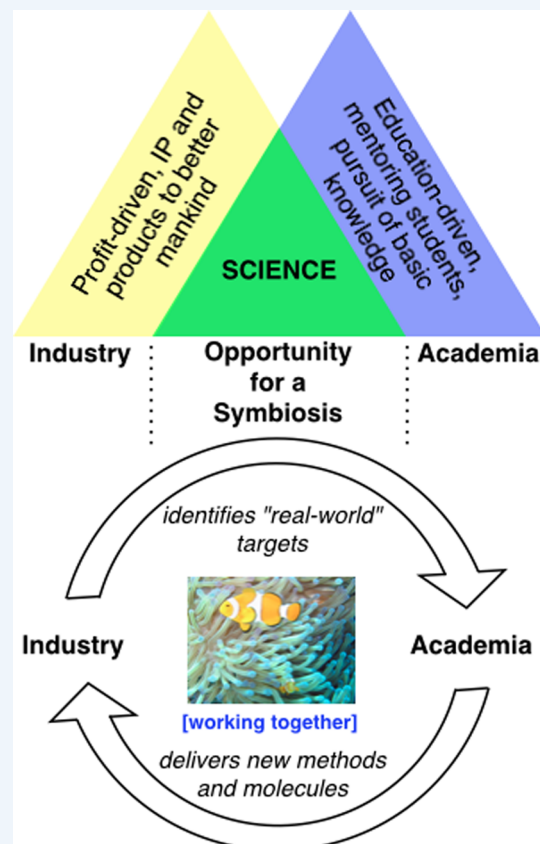 Profit-driven, IP and
products to better
mankind
Education-driven,
mentoring students,
pursuit of basic
knowledge
SCIENCE
Industry
Opportunity
for a
Symbiosis
Academia
identifies "real-world"
targets
Industry
Academia
[working together]
delivers new methods
and molecules